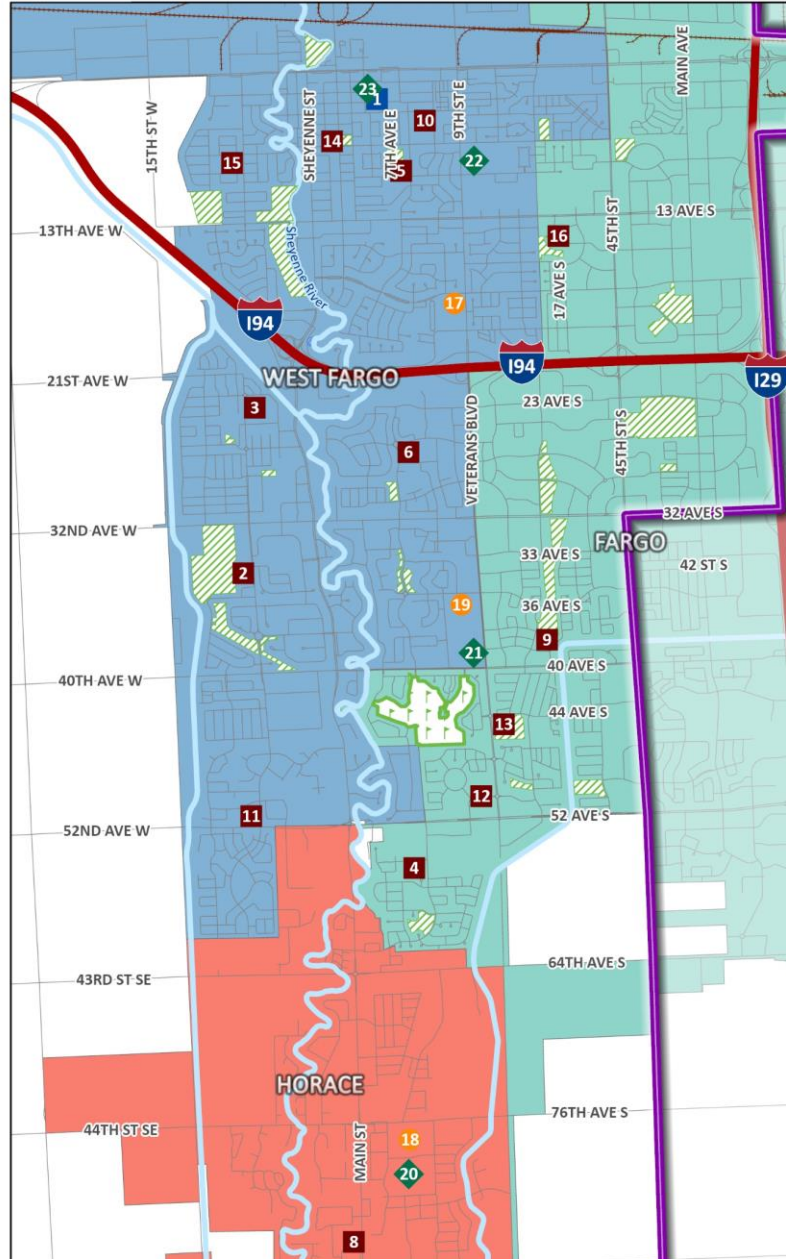 MAIN AVE
23
1
SHEYENNE ST
7TH AVE E
9TH ST E
10
15TH ST W
14
15
5
22
45TH ST
13 AVE S
13TH AVE W
16
17 AVE S
Sheyenne River
17
I94
21ST AVE W
WEST FARGO
I94
I29
3
23 AVE S
VETERANS BLVD
45TH ST S
6
32ND AVE W
32 AVE S
33 AVE S
FARGO
42 ST S
2
19
36 AVE S
9
21
40 AVE S
40TH AVE W
44 AVE S
13
12
11
52 AVE S
52ND AVE W
4
64TH AVE S
43RD ST SE
HORACE
76TH AVE S
44TH ST SE
18
MAIN ST
20
8